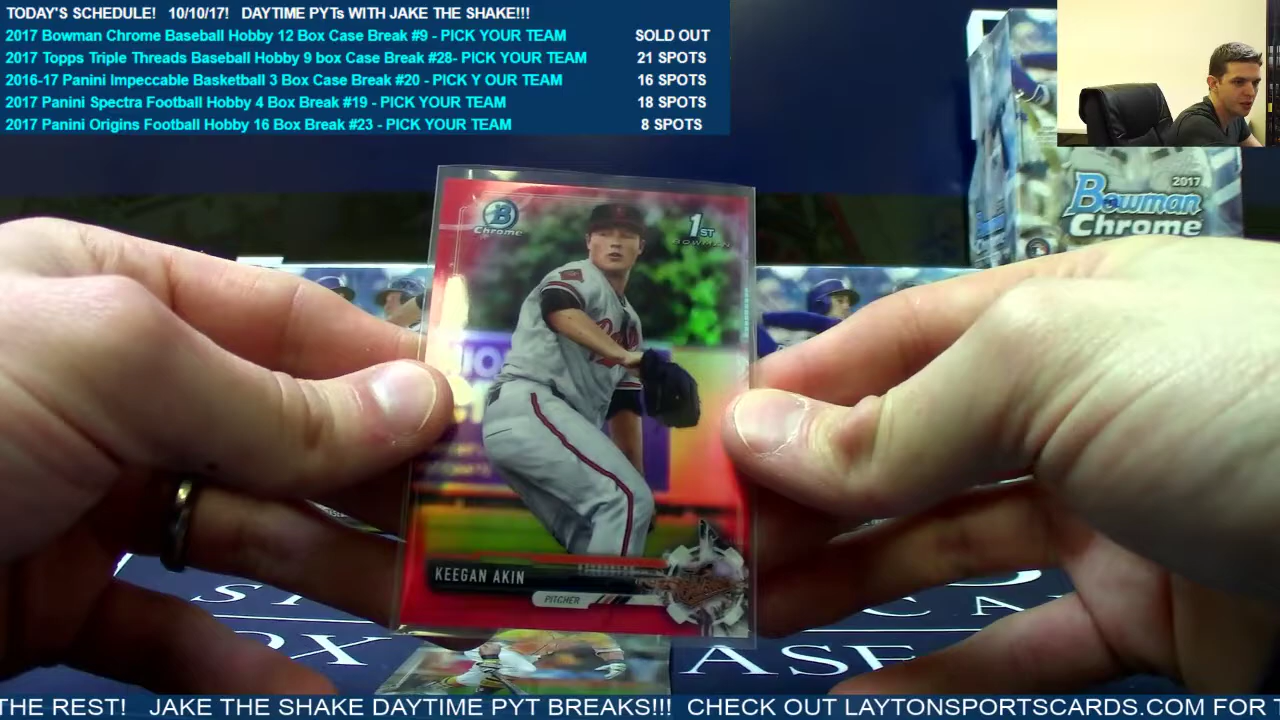 TODAY'S SCHEDULE! 10/10/17! DAYTIME PYTs WITH JAKE THE SHAKE!!!
2017 Bowman Chrome Baseball Hobby 12 Box Case Break #9 - PICK YOUR TEAM SOLD OUT
2017 Topps Triple Threads Baseball Hobby 9 box Case Break #28- PICK YOUR TEAM 21 SPOTS
2016-17 Panini Impeccable Basketball 3 Box Case Break #20 - PICK Y OUR TEAM 16 SPOTS
2017 Panini Spectra Football Hobby 4 Box Break #19 - PICK YOUR TEAM 18 SPOTS
2017 Panini Origins Football Hobby 16 Box Break #23 - PICK YOUR TEAM 8 SPOTS
2017
Bowman
Chrome
B
Chrome
1ST
BOWMAN
KEEGAN AKIN
PITCHER
THE REST! JAKE THE SHAKE DAYTIME PYT BREAKS!!! CHECK OUT LAYTONSPORTSCARDS.COM FOR T